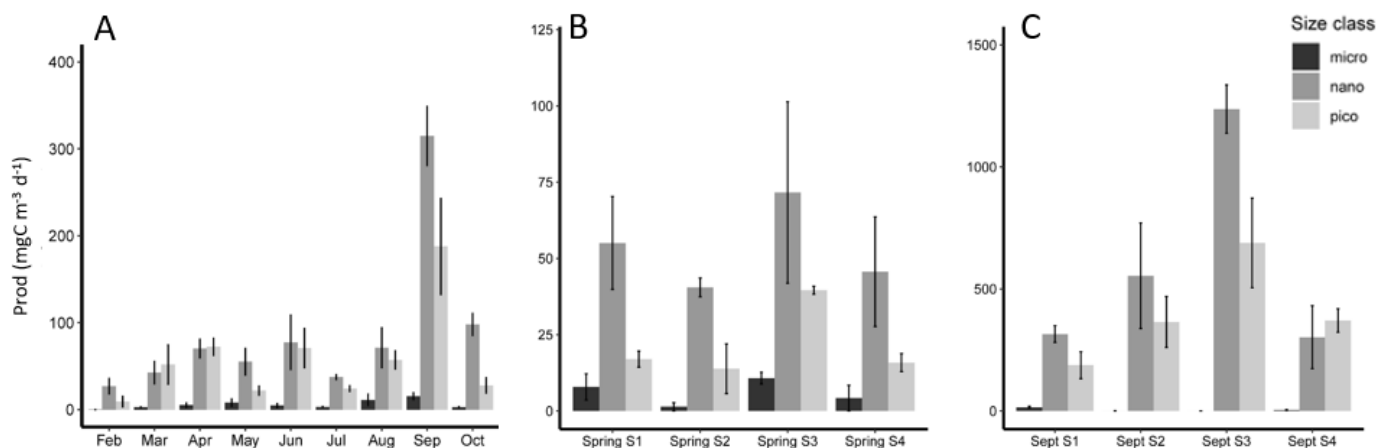 A
B
C
Size class
micro
nano
pico
Prod (mgC m⁻³ d⁻¹)
400
300
200
100
0
Feb Mar Apr May Jun Jul Aug Sep Oct
125
100
75
50
25
0
Spring S1 Spring S2 Spring S3 Spring S4
1500
1000
500
0
Sept S1 Sept S2 Sept S3 Sept S4